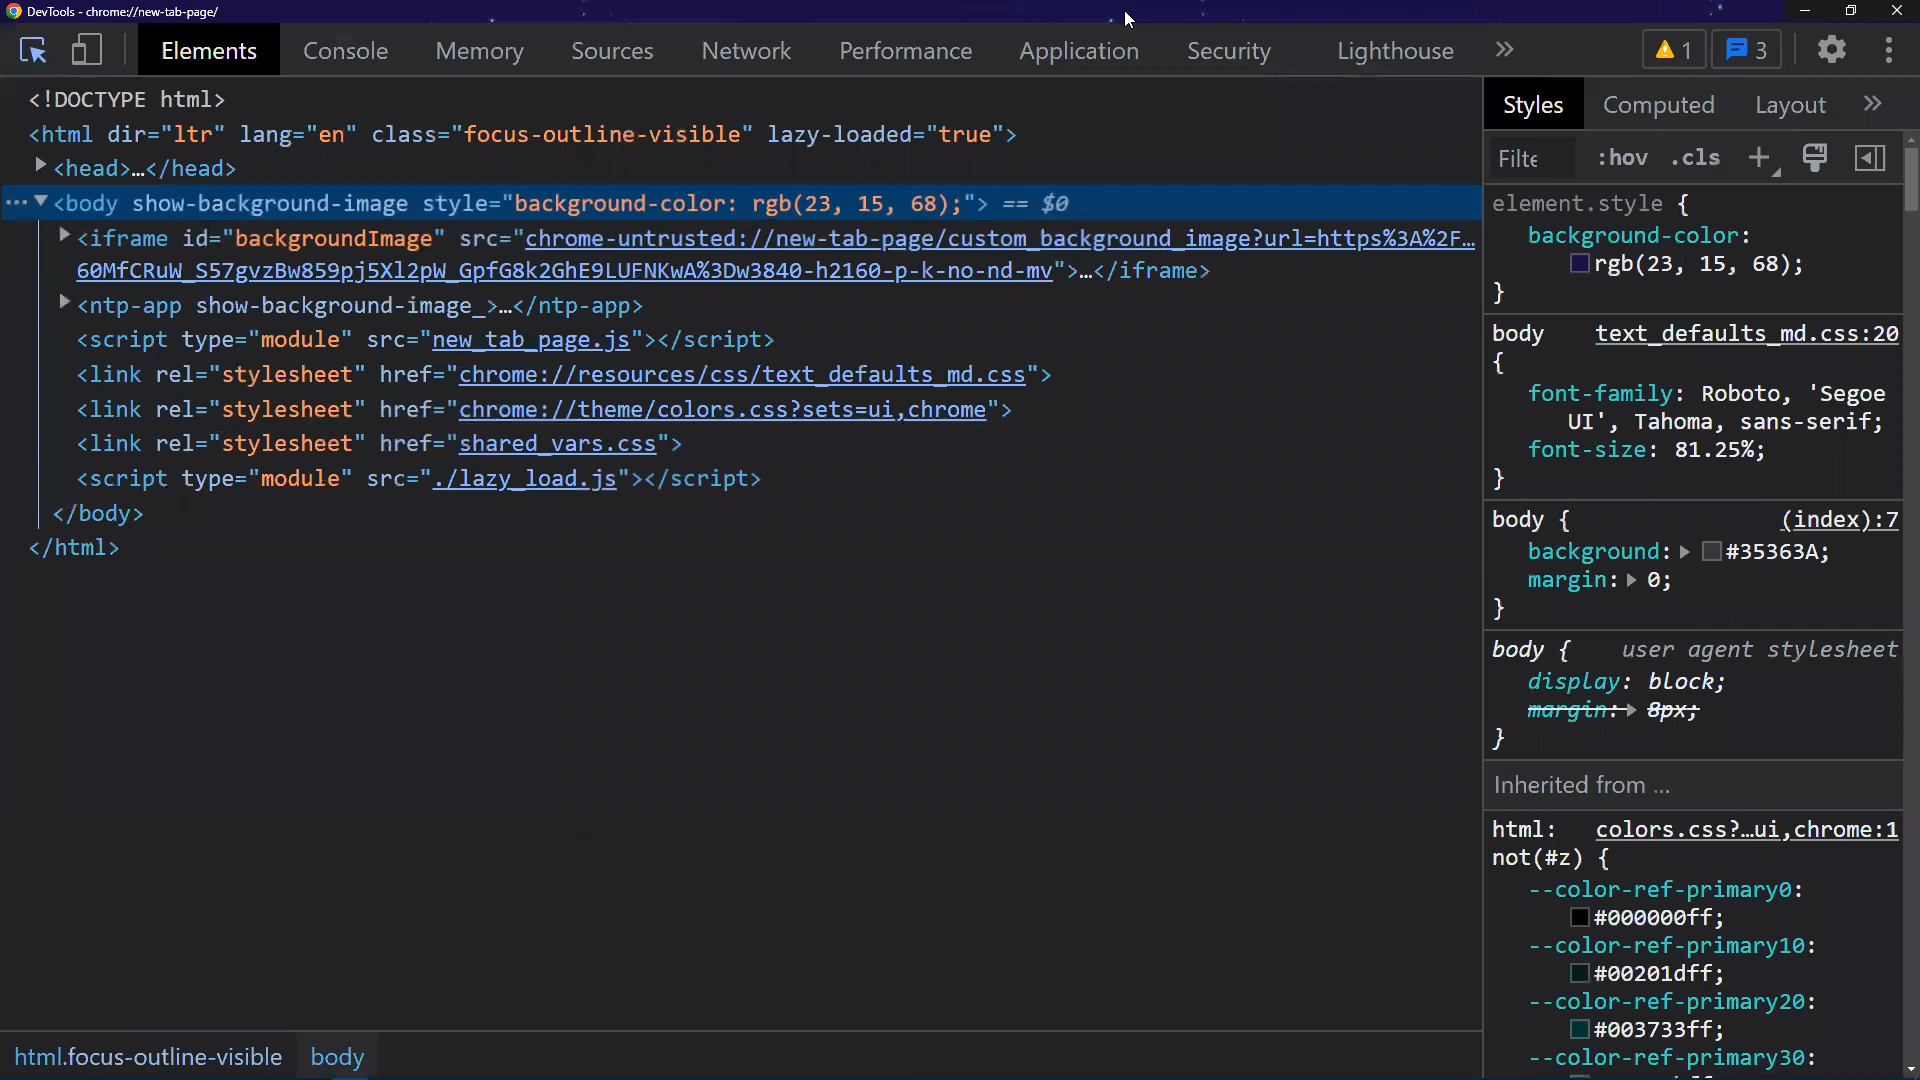 DevTools - chrome://new-tab-page/
Elements Console Memory Sources Network Performance Application Security Lighthouse » 1 3
<!DOCTYPE html>
<html dir="ltr" lang="en" class="focus-outline-visible" lazy-loaded="true">
<head>…</head>
<body show-background-image style="background-color: rgb(23, 15, 68);"> == $0
<iframe id="backgroundImage" src="chrome-untrusted://new-tab-page/custom_background_image?url=https%3A%2F…
60MfCRuW_S57gvzBw859pj5Xl2pW_GpfG8k2GhE9LUFNKwA%3Dw3840-h2160-p-k-no-nd-mv">…</iframe>
<ntp-app show-background-image_>…</ntp-app>
<script type="module" src="new_tab_page.js"></script>
<link rel="stylesheet" href="chrome://resources/css/text_defaults_md.css">
<link rel="stylesheet" href="chrome://theme/colors.css?sets=ui,chrome">
<link rel="stylesheet" href="shared_vars.css">
<script type="module" src="./lazy_load.js"></script>
</body>
</html>
html.focus-outline-visible body
Styles Computed Layout »
Filte :hov .cls
element.style {
background-color:
rgb(23, 15, 68);
}
body text_defaults_md.css:20
{
font-family: Roboto, 'Segoe
UI', Tahoma, sans-serif;
font-size: 81.25%;
}
body { (index):7
background: #35363A;
margin: 0;
}
body { user agent stylesheet
display: block;
margin: 8px;
}
Inherited from ...
html: colors.css?…ui,chrome:1
not(#z) {
--color-ref-primary0:
#000000ff;
--color-ref-primary10:
#00201dff;
--color-ref-primary20:
#003733ff;
--color-ref-primary30: